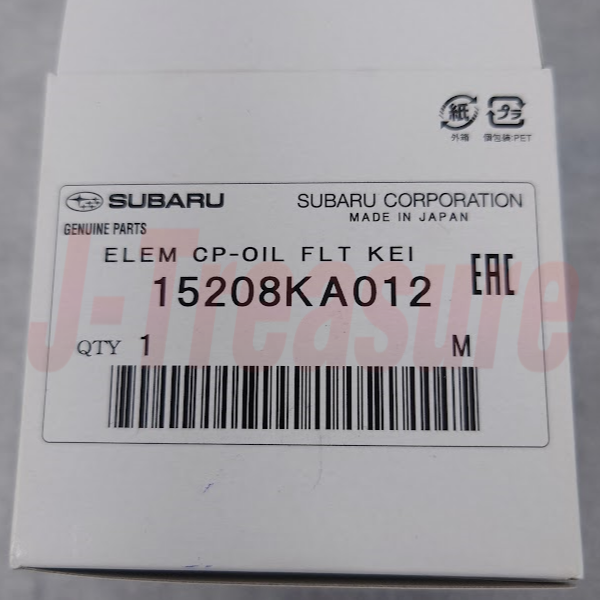 紙
プラ
外箱
個包装:PET
SUBARU
SUBARU CORPORATION
MADE IN JAPAN
GENUINE PARTS
ELEM CP-OIL FLT KEI
15208KA012
EAC
QTY 1 M
J-Treasure